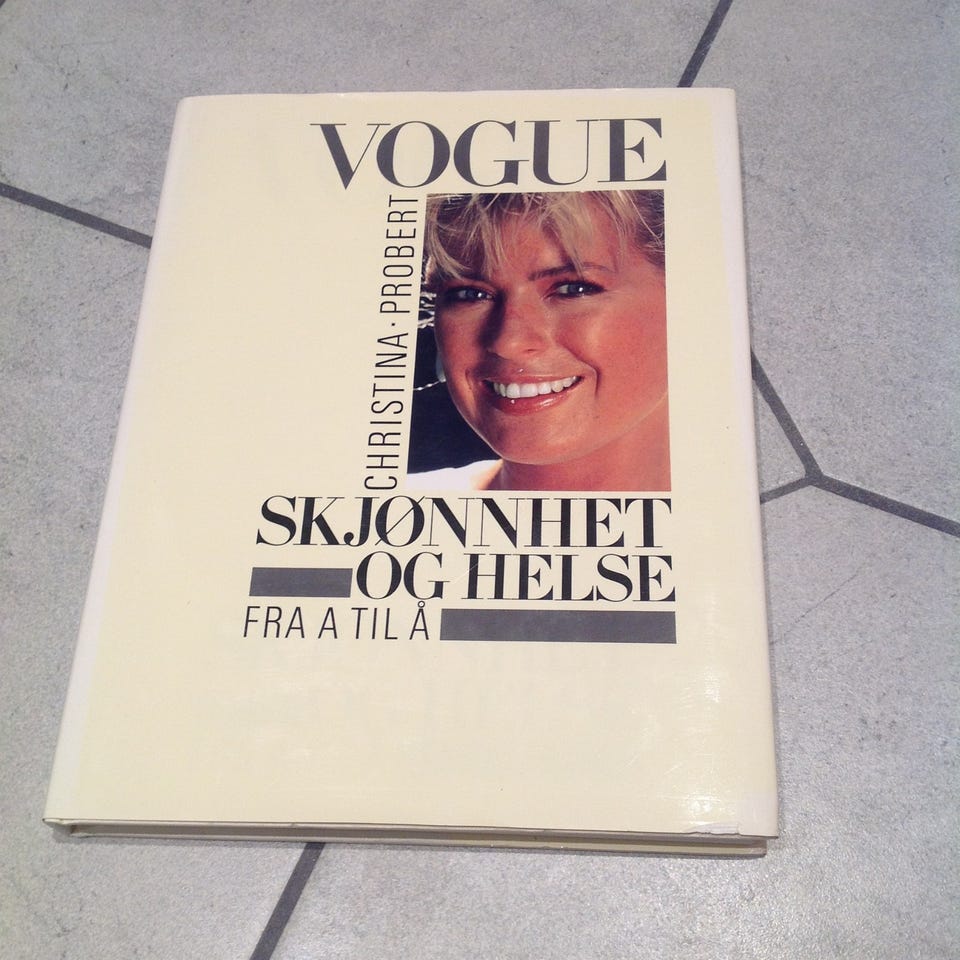 VOGUE
CHRISTINA · PROBERT
SKJØNNHET
OG HELSE
FRA A TIL Å